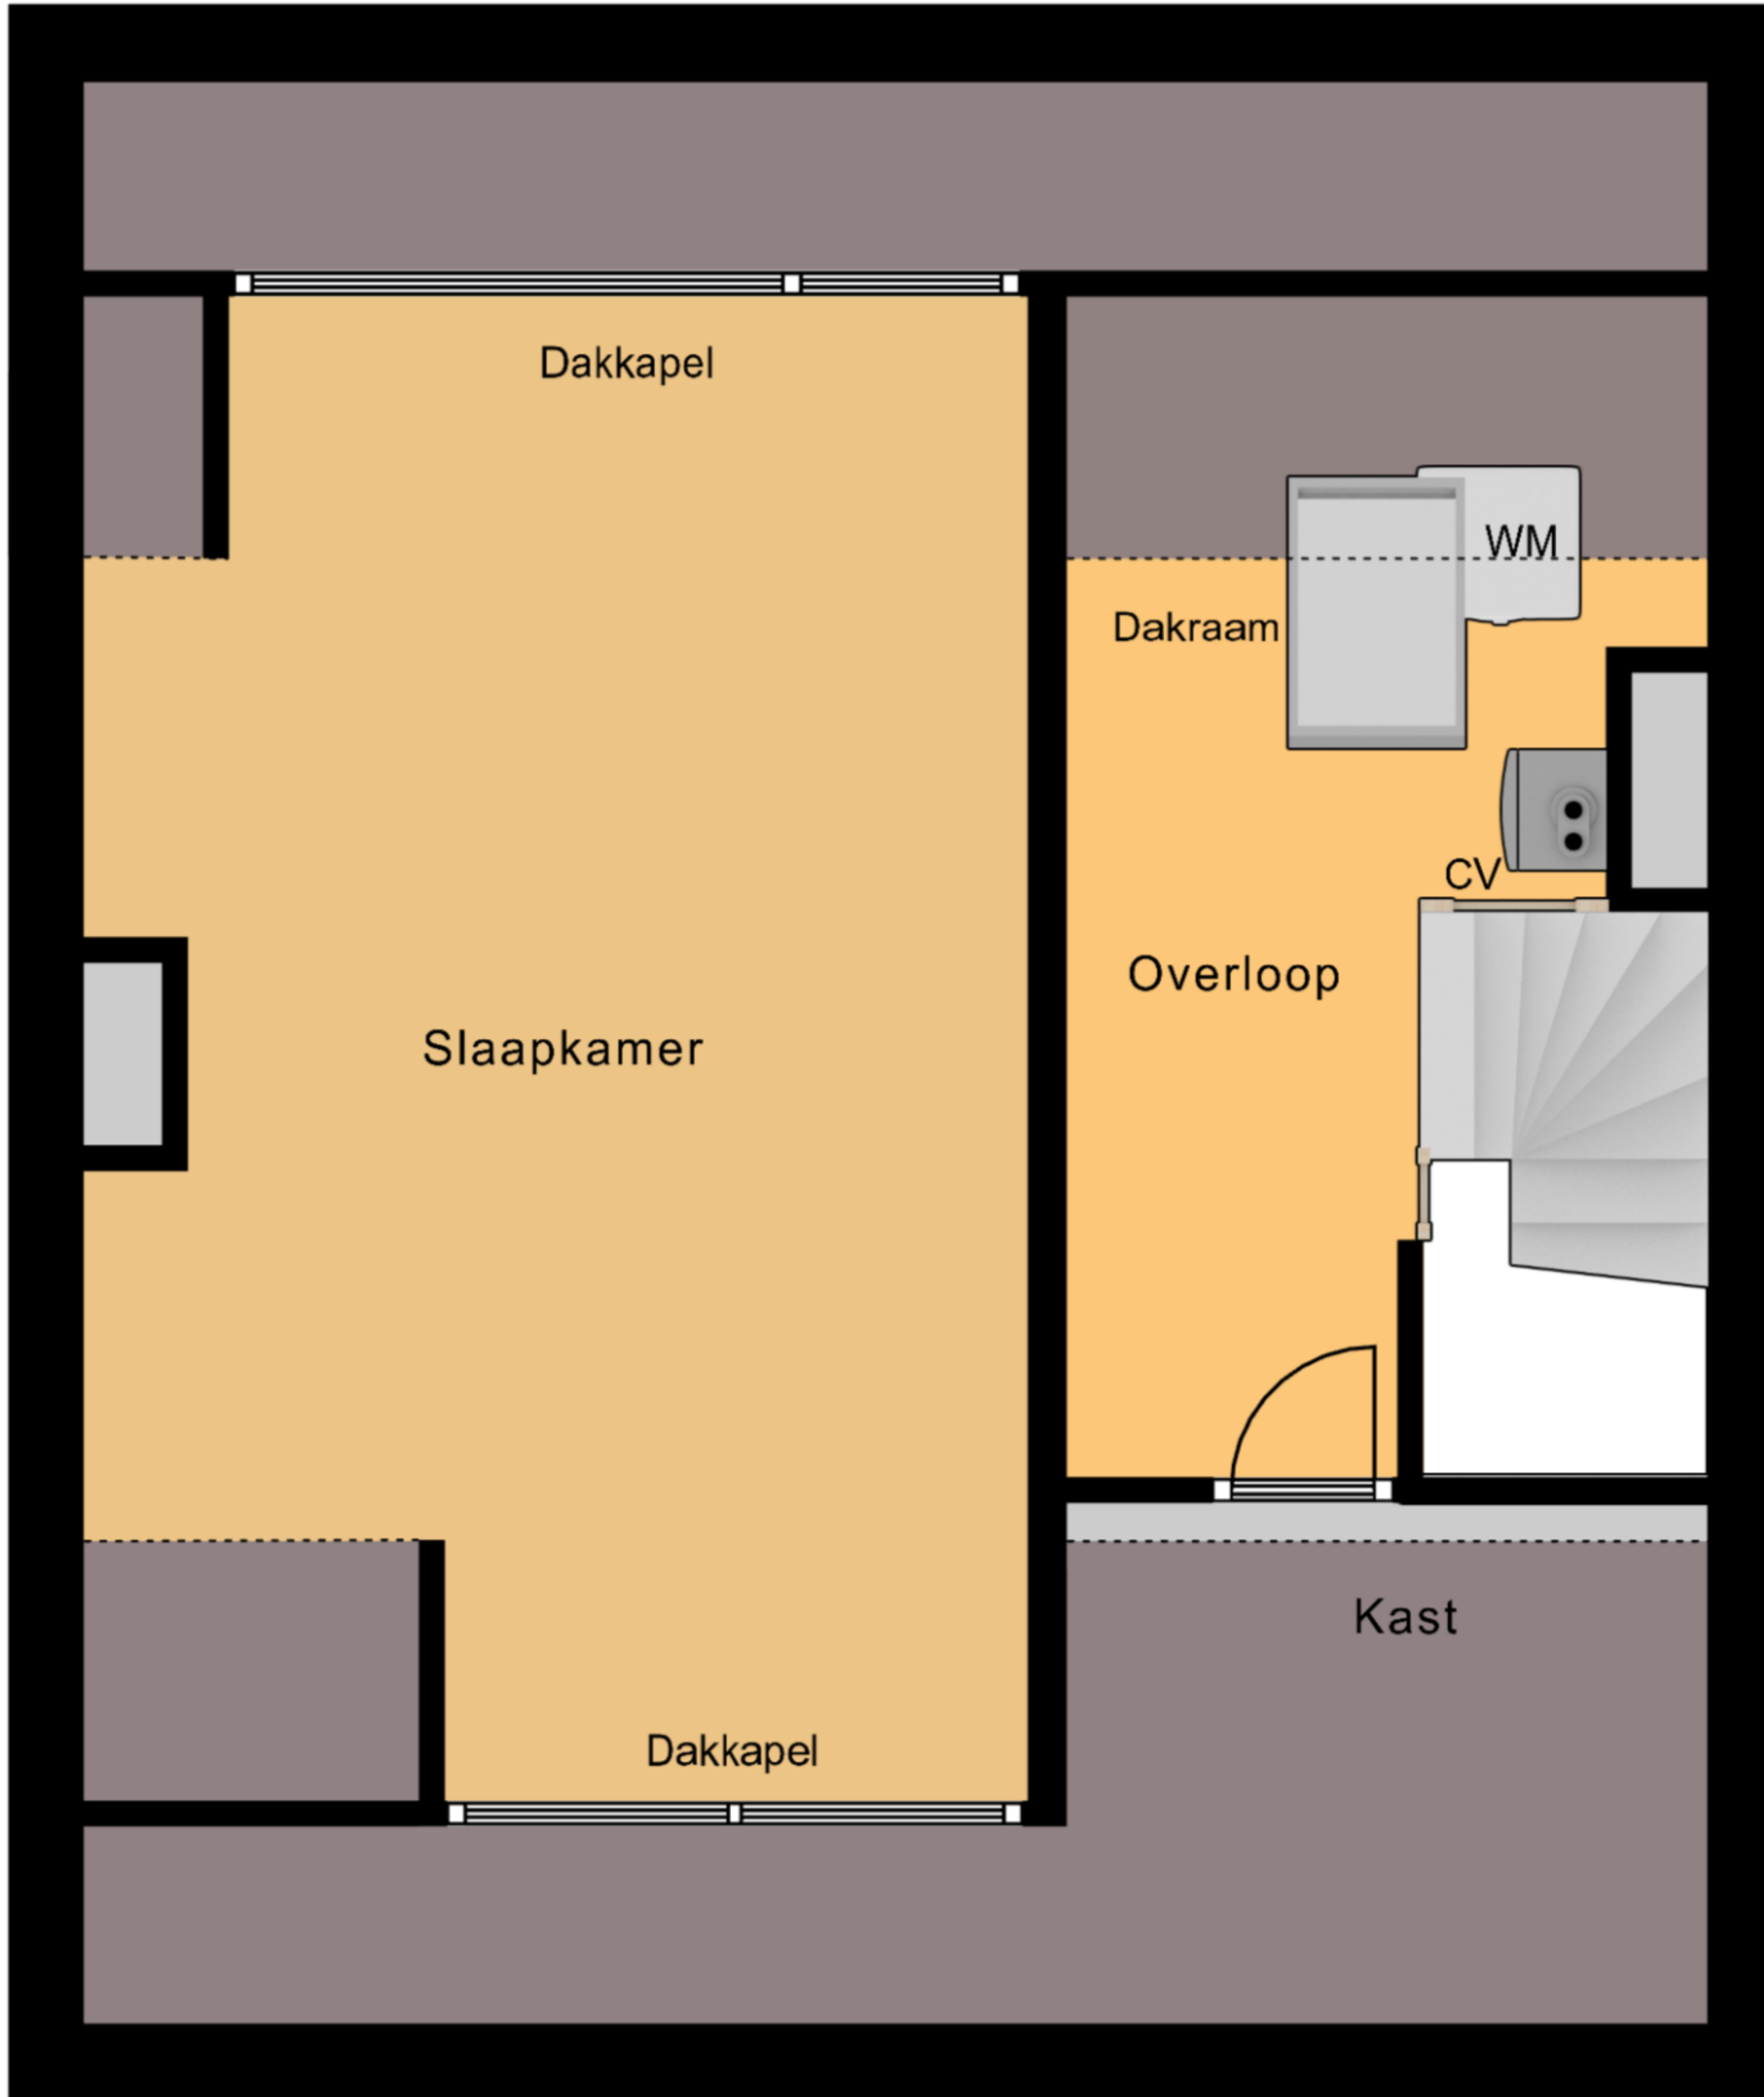 Dakkapel
WM
Dakraam
CV
Overloop
Slaapkamer
Kast
Dakkapel